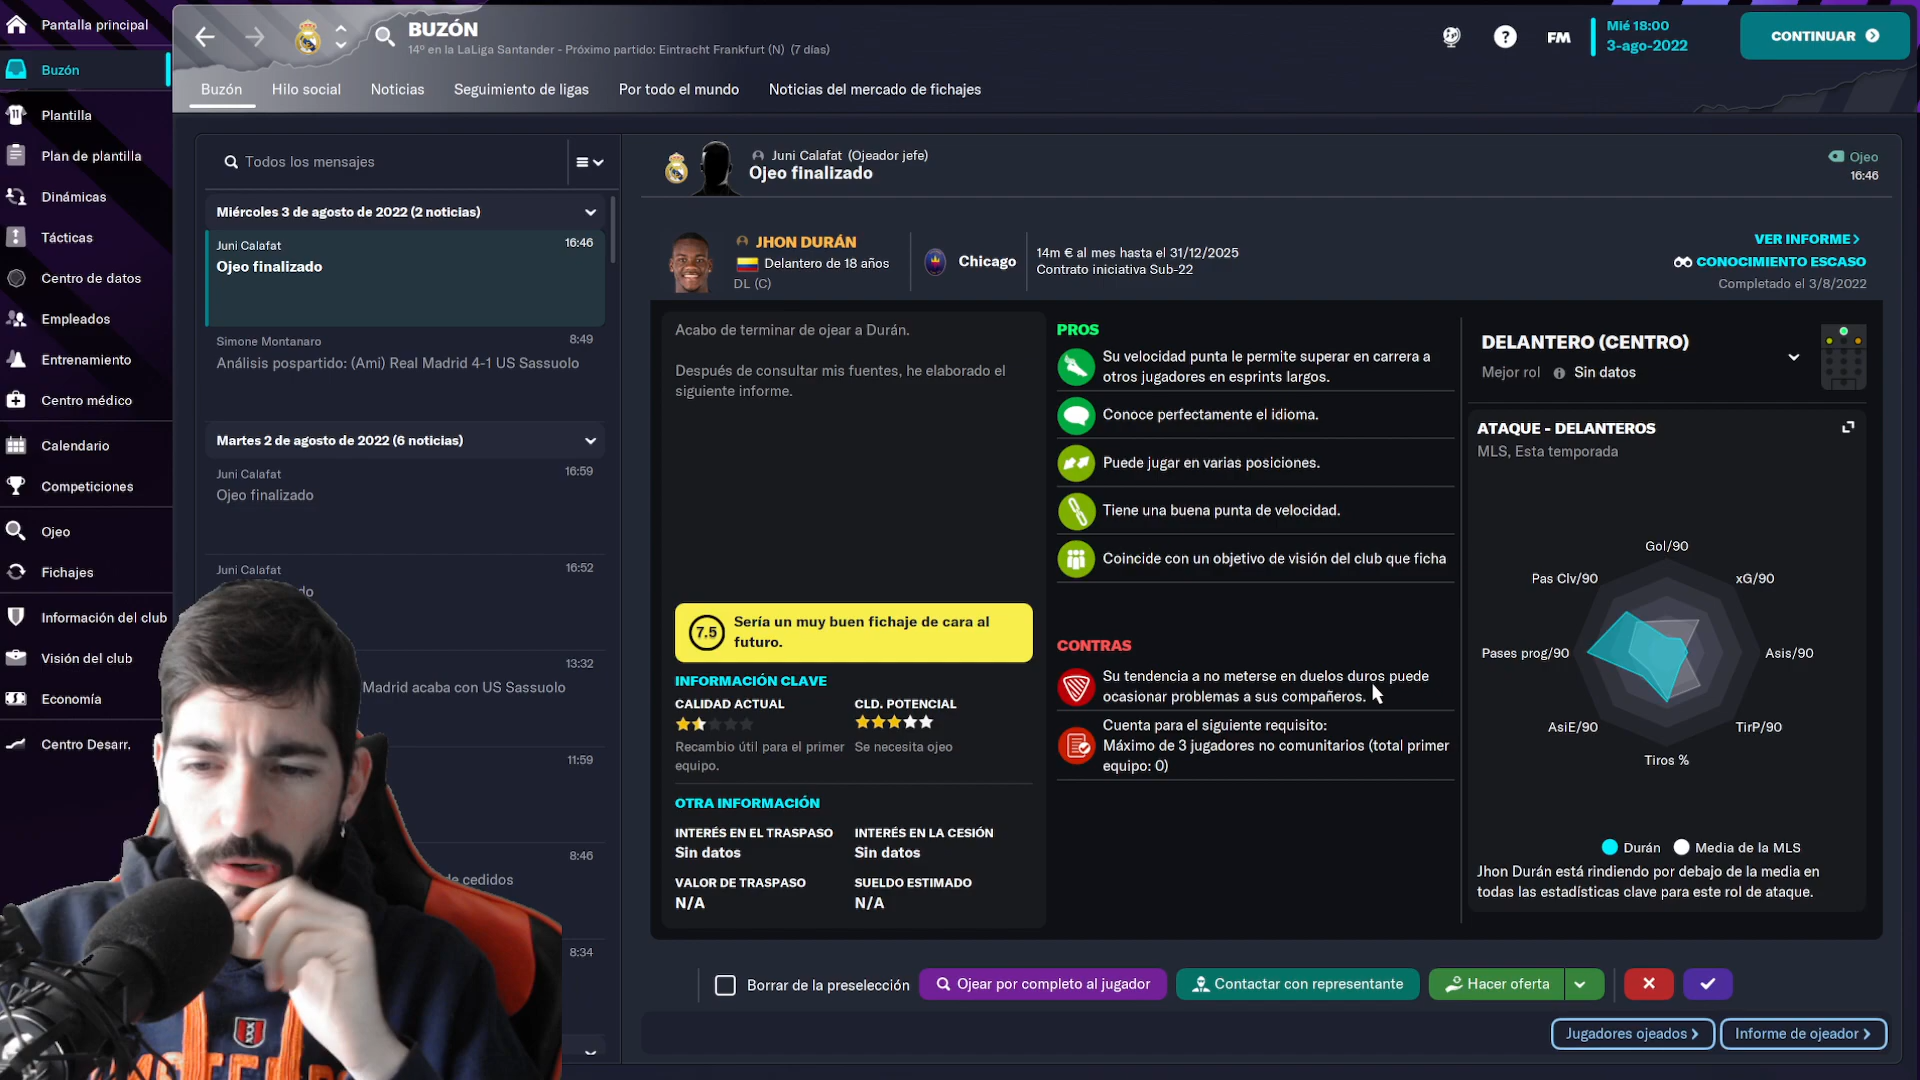 Pantalla principal
Buzón
Plantilla
Plan de plantilla
Dinámicas
Tácticas
Centro de datos
Empleados
Entrenamiento
Centro médico
Calendario
Competiciones
Ojeo
Fichajes
Información del club
Visión del club
Economía
Centro Desarr.
BUZÓN
14º en la LaLiga Santander - Próximo partido: Eintracht Frankfurt (N) (7 días)
FM
Mié 18:00
3-ago-2022
CONTINUAR
Buzón
Hilo social
Noticias
Seguimiento de ligas
Por todo el mundo
Noticias del mercado de fichajes
Todos los mensajes
Miércoles 3 de agosto de 2022 (2 noticias)
Juni Calafat 16:46
Ojeo finalizado
Simone Montanaro 8:49
Análisis pospartido: (Ami) Real Madrid 4-1 US Sassuolo
Martes 2 de agosto de 2022 (6 noticias)
Juni Calafat 16:59
Ojeo finalizado
Juni Calafat 16:52
do
13:32
Madrid acaba con US Sassuolo
11:59
8:46
de cedidos
8:34
Juni Calafat (Ojeador jefe)
Ojeo finalizado
Ojeo
16:46
JHON DURÁN
Delantero de 18 años
DL (C)
Chicago
14m € al mes hasta el 31/12/2025
Contrato iniciativa Sub-22
VER INFORME >
CONOCIMIENTO ESCASO
Completado el 3/8/2022
Acabo de terminar de ojear a Durán.
Después de consultar mis fuentes, he elaborado el
siguiente informe.
7.5
Sería un muy buen fichaje de cara al
futuro.
INFORMACIÓN CLAVE
CALIDAD ACTUAL
Recambio útil para el primer
equipo.
CLD. POTENCIAL
Se necesita ojeo
OTRA INFORMACIÓN
INTERÉS EN EL TRASPASO
Sin datos
INTERÉS EN LA CESIÓN
Sin datos
VALOR DE TRASPASO
N/A
SUELDO ESTIMADO
N/A
PROS
Su velocidad punta le permite superar en carrera a
otros jugadores en esprints largos.
Conoce perfectamente el idioma.
Puede jugar en varias posiciones.
Tiene una buena punta de velocidad.
Coincide con un objetivo de visión del club que ficha
CONTRAS
Su tendencia a no meterse en duelos duros puede
ocasionar problemas a sus compañeros.
Cuenta para el siguiente requisito:
Máximo de 3 jugadores no comunitarios (total primer
equipo: 0)
DELANTERO (CENTRO)
Mejor rol Sin datos
ATAQUE - DELANTEROS
MLS, Esta temporada
Gol/90
xG/90
Asis/90
TirP/90
Tiros %
AsiE/90
Pases prog/90
Pas Clv/90
Durán
Media de la MLS
Jhon Durán está rindiendo por debajo de la media en
todas las estadísticas clave para este rol de ataque.
Borrar de la preselección
Ojear por completo al jugador
Contactar con representante
Hacer oferta
Jugadores ojeados >
Informe de ojeador >